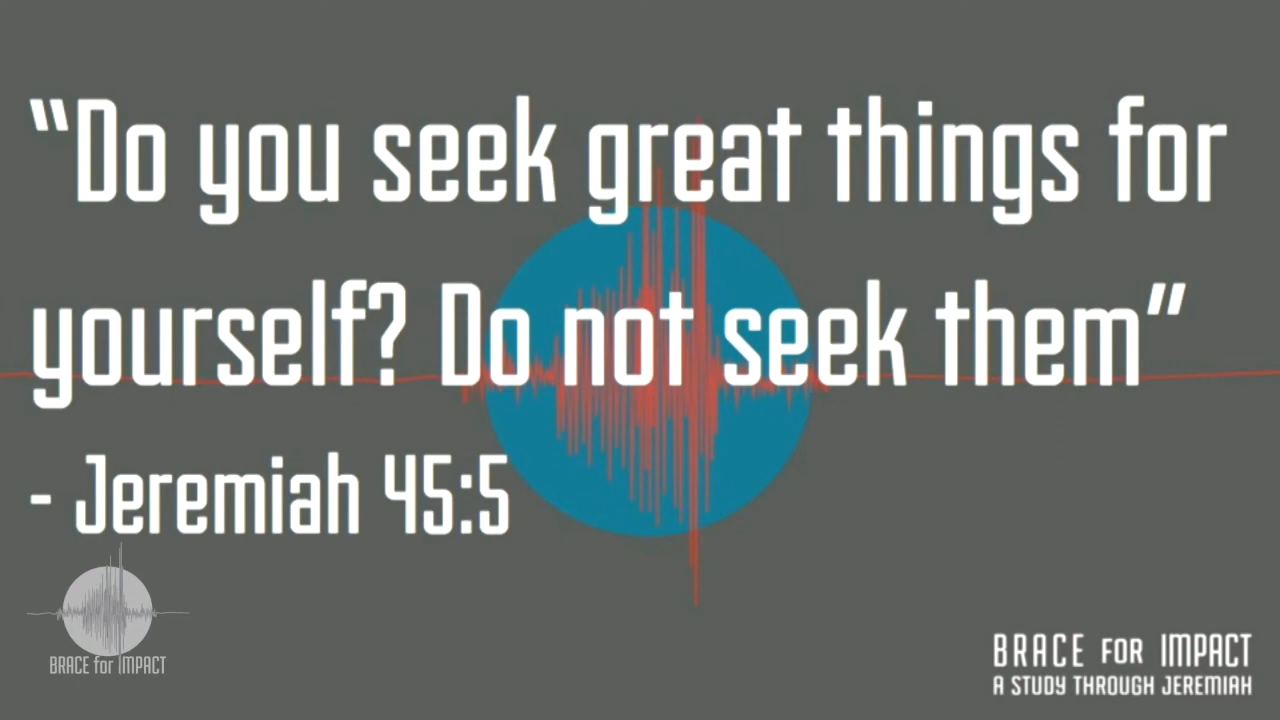 “Do you seek great things for
yourself? Do not seek them”
- Jeremiah 45:5
BRACE for IMPACT
BRACE FOR IMPACT
A STUDY THROUGH JEREMIAH